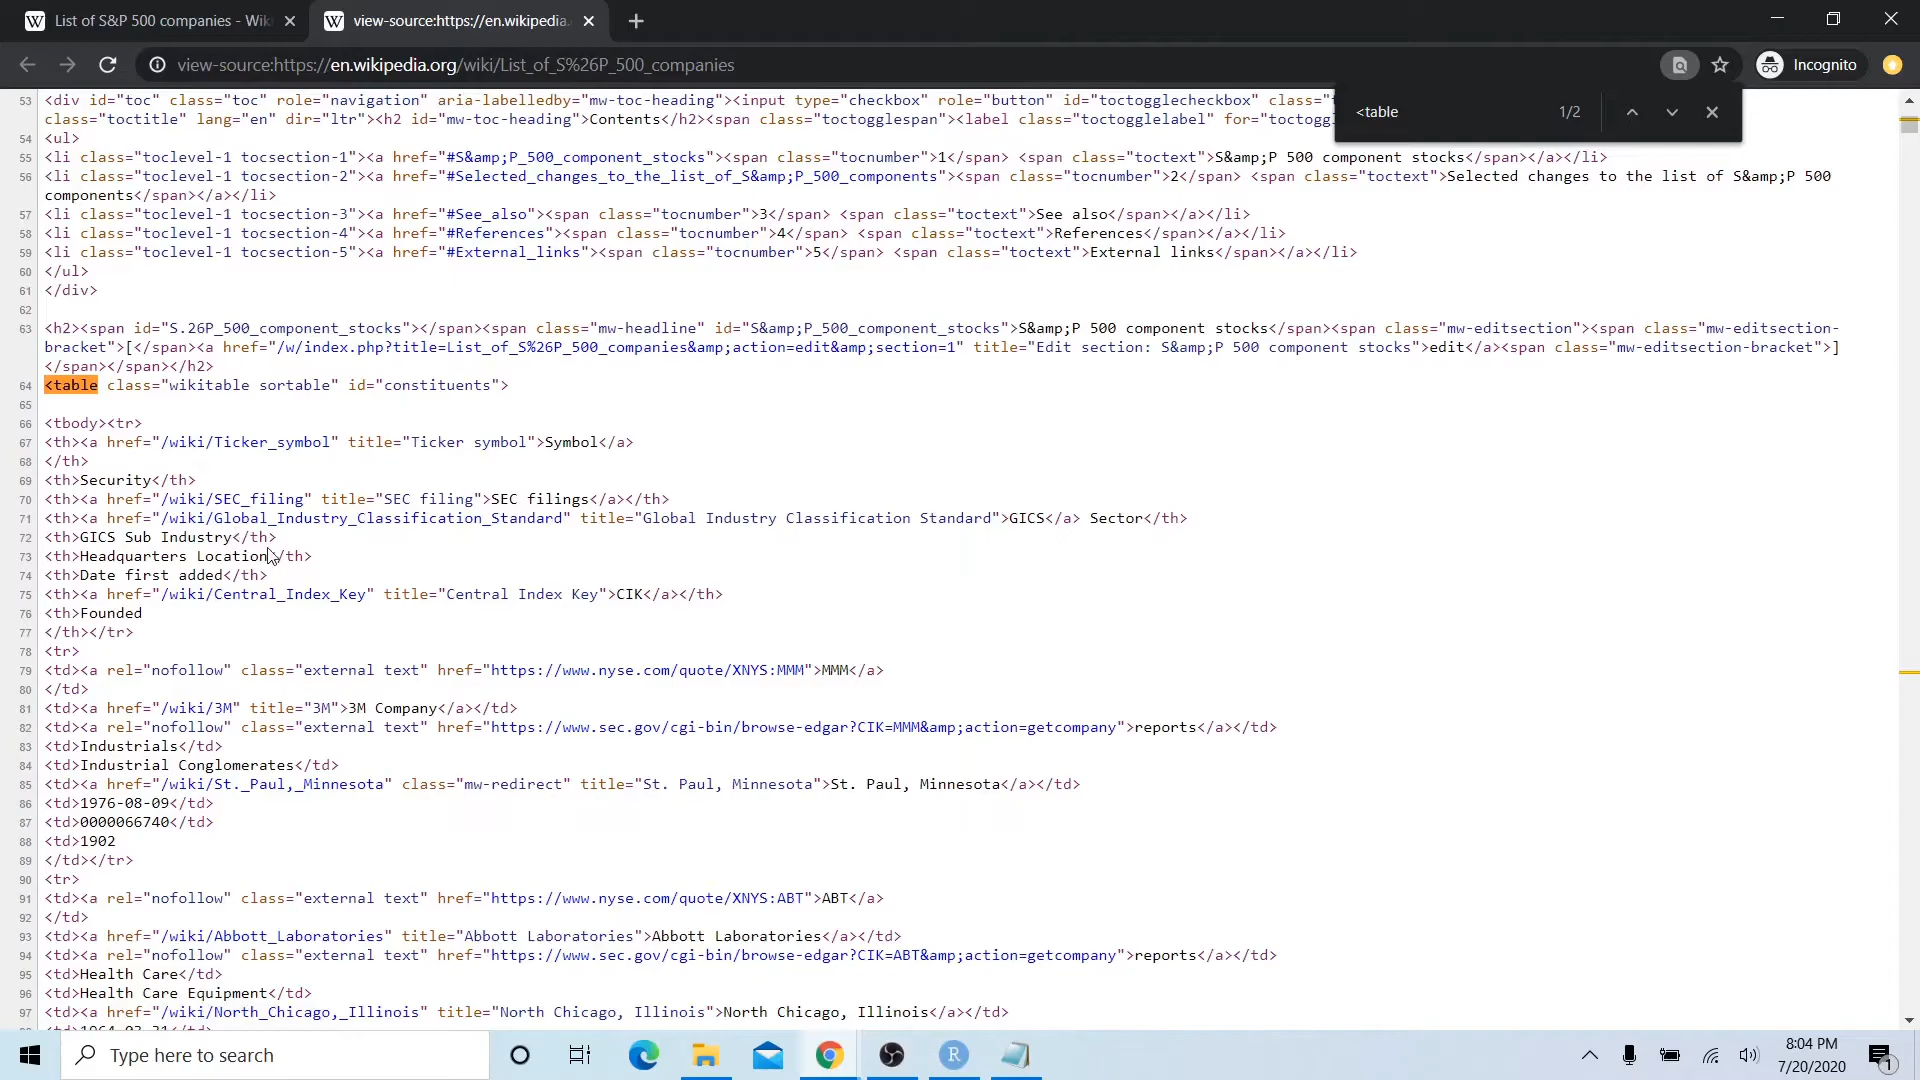 List of S&P 500 companies - Wiki
view-source:https://en.wikipedia.
view-source:https://en.wikipedia.org/wiki/List_of_S%26P_500_companies
Incognito
<table 1/2
53 <div id="toc" class="toc" role="navigation" aria-labelledby="mw-toc-heading"><input type="checkbox" role="button" id="toctogglecheckbox" class="
class="toctitle" lang="en" dir="ltr"><h2 id="mw-toc-heading">Contents</h2><span class="toctogglespan"><label class="toctogglelabel" for="toctoggl
54 <ul>
55 <li class="toclevel-1 tocsection-1"><a href="#S&amp;P_500_component_stocks"><span class="tocnumber">1</span> <span class="toctext">S&amp;P 500 component stocks</span></a></li>
56 <li class="toclevel-1 tocsection-2"><a href="#Selected_changes_to_the_list_of_S&amp;P_500_components"><span class="tocnumber">2</span> <span class="toctext">Selected changes to the list of S&amp;P 500
components</span></a></li>
57 <li class="toclevel-1 tocsection-3"><a href="#See_also"><span class="tocnumber">3</span> <span class="toctext">See also</span></a></li>
58 <li class="toclevel-1 tocsection-4"><a href="#References"><span class="tocnumber">4</span> <span class="toctext">References</span></a></li>
59 <li class="toclevel-1 tocsection-5"><a href="#External_links"><span class="tocnumber">5</span> <span class="toctext">External links</span></a></li>
60 </ul>
61 </div>
62
63 <h2><span id="S.26P_500_component_stocks"></span><span class="mw-headline" id="S&amp;P_500_component_stocks">S&amp;P 500 component stocks</span><span class="mw-editsection"><span class="mw-editsection-
bracket">[</span><a href="/w/index.php?title=List_of_S%26P_500_companies&amp;action=edit&amp;section=1" title="Edit section: S&amp;P 500 component stocks">edit</a><span class="mw-editsection-bracket">]
</span></span></h2>
64 <table class="wikitable sortable" id="constituents">
65
66 <tbody><tr>
67 <th><a href="/wiki/Ticker_symbol" title="Ticker symbol">Symbol</a>
68 </th>
69 <th>Security</th>
70 <th><a href="/wiki/SEC_filing" title="SEC filing">SEC filings</a></th>
71 <th><a href="/wiki/Global_Industry_Classification_Standard" title="Global Industry Classification Standard">GICS</a> Sector</th>
72 <th>GICS Sub Industry</th>
73 <th>Headquarters Location</th>
74 <th>Date first added</th>
75 <th><a href="/wiki/Central_Index_Key" title="Central Index Key">CIK</a></th>
76 <th>Founded
77 </th></tr>
78 <tr>
79 <td><a rel="nofollow" class="external text" href="https://www.nyse.com/quote/XNYS:MMM">MMM</a>
80 </td>
81 <td><a href="/wiki/3M" title="3M">3M Company</a></td>
82 <td><a rel="nofollow" class="external text" href="https://www.sec.gov/cgi-bin/browse-edgar?CIK=MMM&amp;action=getcompany">reports</a></td>
83 <td>Industrials</td>
84 <td>Industrial Conglomerates</td>
85 <td><a href="/wiki/St._Paul,_Minnesota" class="mw-redirect" title="St. Paul, Minnesota">St. Paul, Minnesota</a></td>
86 <td>1976-08-09</td>
87 <td>0000066740</td>
88 <td>1902
89 </td></tr>
90 <tr>
91 <td><a rel="nofollow" class="external text" href="https://www.nyse.com/quote/XNYS:ABT">ABT</a>
92 </td>
93 <td><a href="/wiki/Abbott_Laboratories" title="Abbott Laboratories">Abbott Laboratories</a></td>
94 <td><a rel="nofollow" class="external text" href="https://www.sec.gov/cgi-bin/browse-edgar?CIK=ABT&amp;action=getcompany">reports</a></td>
95 <td>Health Care</td>
96 <td>Health Care Equipment</td>
97 <td><a href="/wiki/North_Chicago,_Illinois" title="North Chicago, Illinois">North Chicago, Illinois</a></td>
<td>1964-03-31</td>
Type here to search
8:04 PM
7/20/2020
1